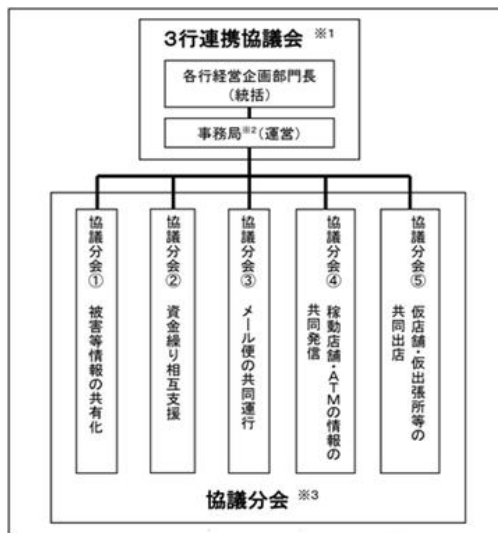 3行連携協議会 ※1
各行経営企画部門長
(統括)
事務局※2(運営)
協議分会① 被害等情報の共有化
協議分会② 資金繰り相互支援
協議分会③ メール便の共同運行
協議分会④ 稼動店舗・ATMの情報の
共同発信
協議分会⑤ 仮店舗・仮出張所等の
共同出店
協議分会 ※3